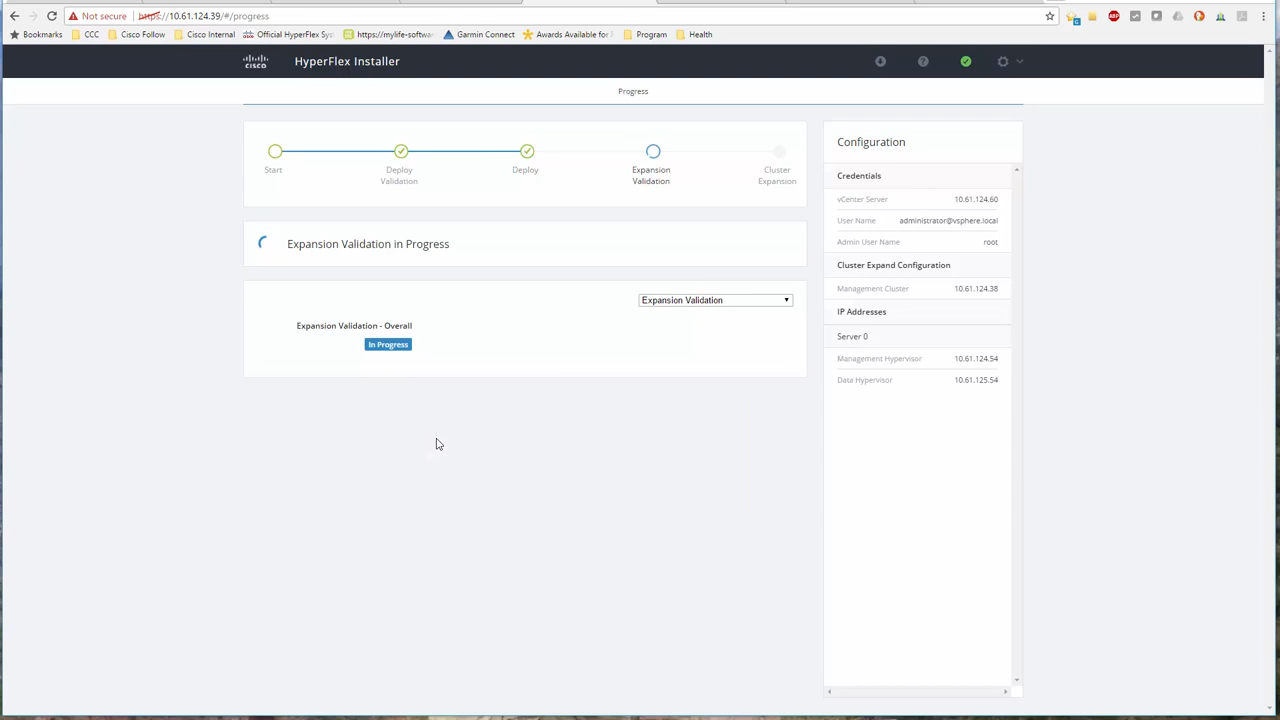 Not secure | https://10.61.124.39/#/progress
Bookmarks CCC Cisco Follow Cisco Internal Official HyperFlex Sys https://mylife-softwa Garmin Connect Awards Available for Program Health
CISCO HyperFlex Installer
Progress
Start
Deploy
Validation
Deploy
Expansion
Validation
Cluster
Expansion
Expansion Validation in Progress
Expansion Validation
Expansion Validation - Overall
In Progress
Configuration
Credentials
vCenter Server 10.61.124.60
User Name administrator@vsphere.local
Admin User Name root
Cluster Expand Configuration
Management Cluster 10.61.124.38
IP Addresses
Server 0
Management Hypervisor 10.61.124.54
Data Hypervisor 10.61.125.54